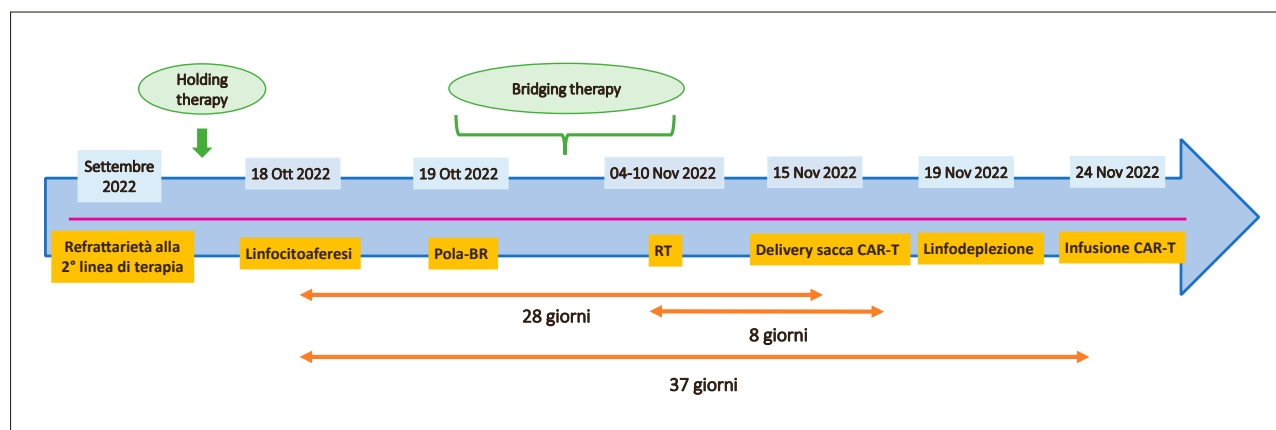 Holding
therapy
Bridging therapy
Settembre
2022
18 Ott 2022
19 Ott 2022
04-10 Nov 2022
15 Nov 2022
19 Nov 2022
24 Nov 2022
Refrattarietà alla
2° linea di terapia
Linfocitoaferesi
Pola-BR
RT
Delivery sacca CAR-T
Linfodeplezione
Infusione CAR-T
28 giorni
8 giorni
37 giorni